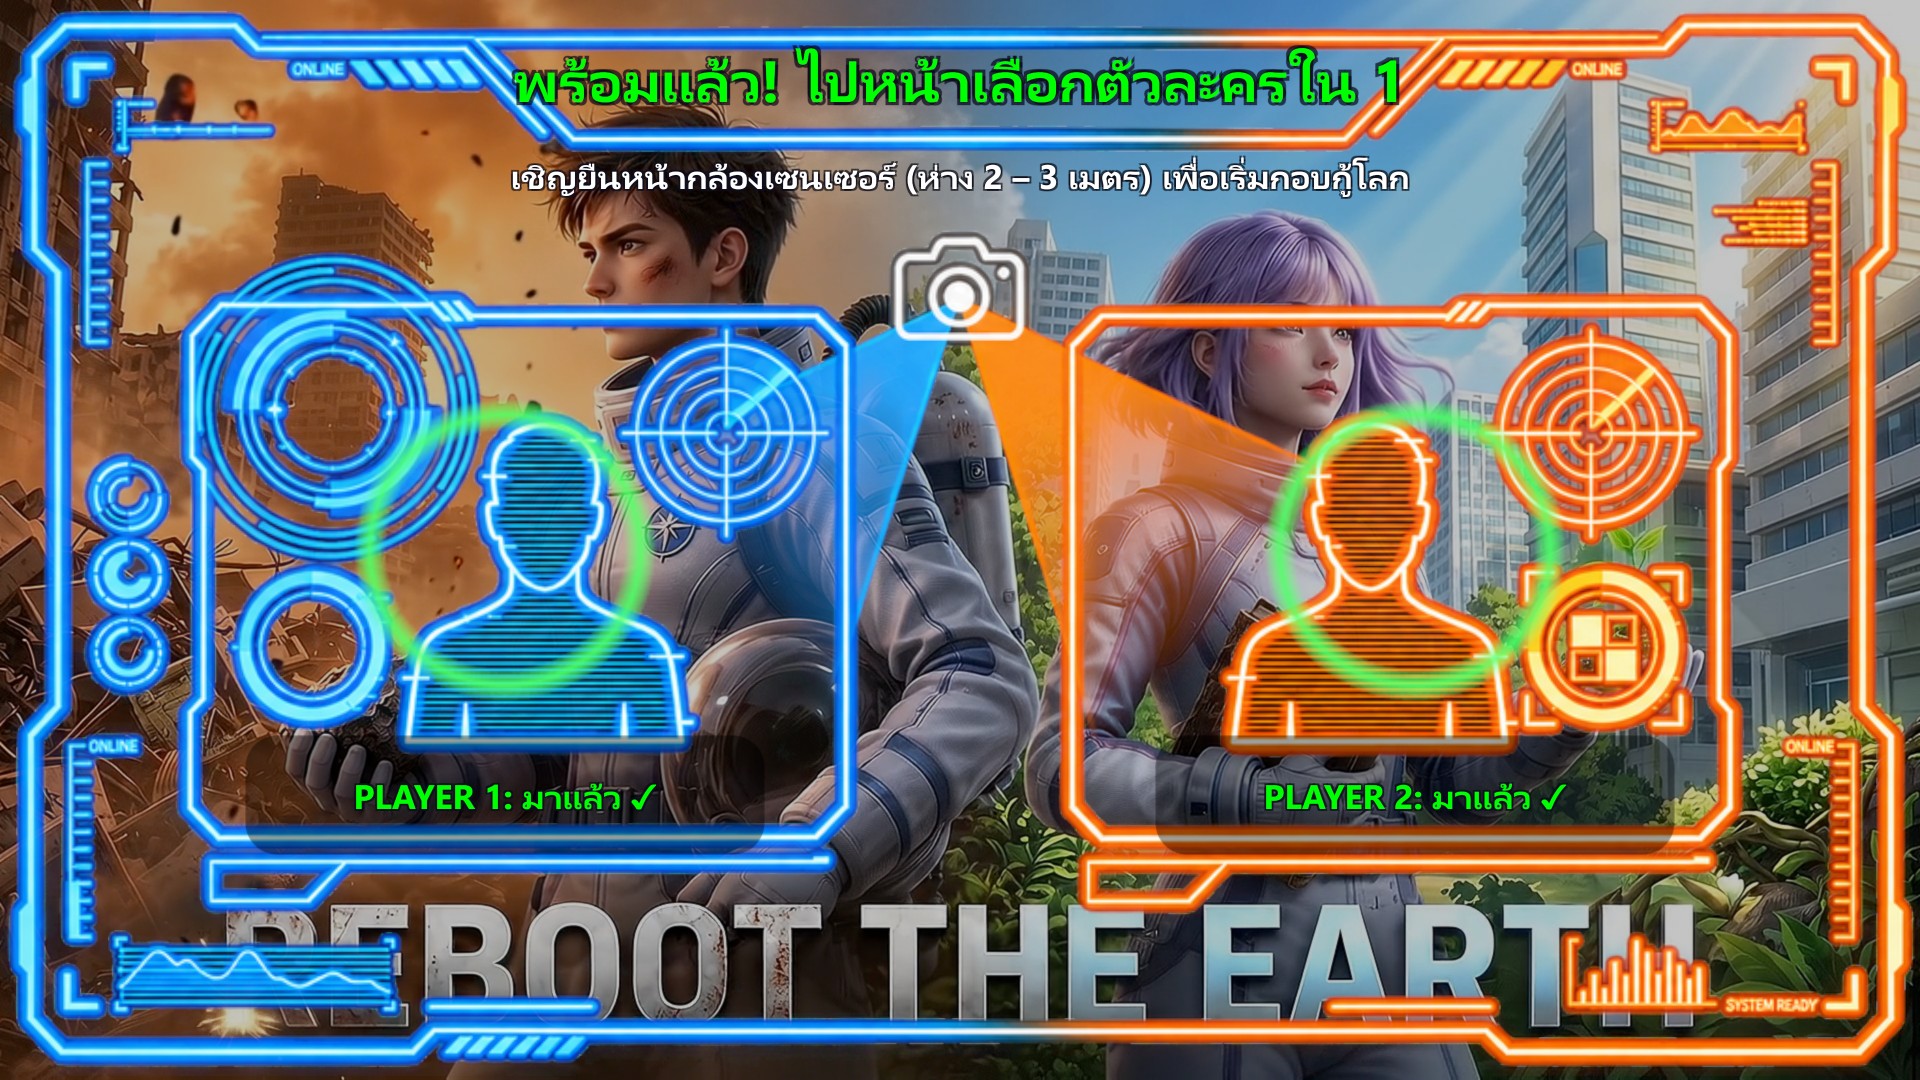 พร้อมแล้ว! ไปหน้าเลือกตัวละครใน 1
ONLINE
ONLINE
เชิญยืนหน้ากล้องเซนเซอร์ (ห่าง 2 – 3 เมตร) เพื่อเริ่มกอบกู้โลก
ONLINE
ONLINE
PLAYER 1: มาแล้ว ✓
PLAYER 2: มาแล้ว ✓
REBOOT THE EARTH
SYSTEM READY